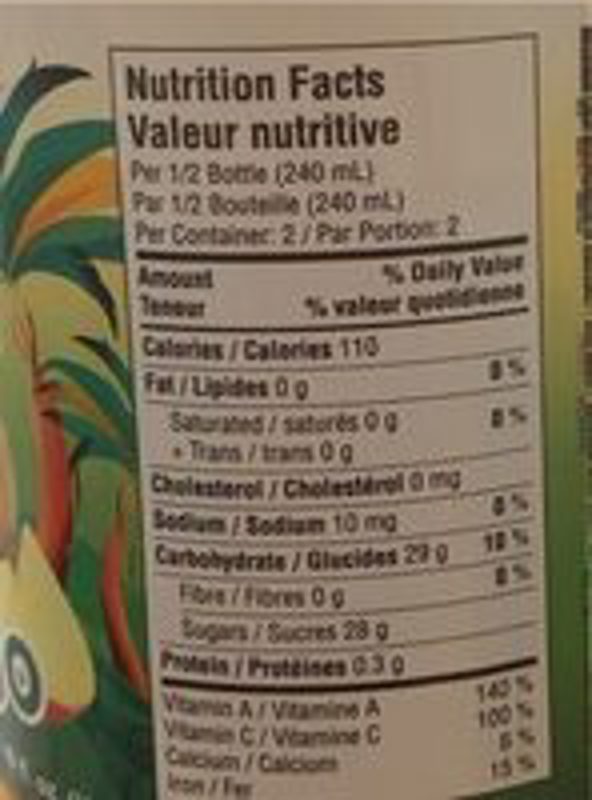 Nutrition Facts
Valeur nutritive
Per 1/2 Bottle (240 mL)
Par 1/2 Bouteille (240 mL)
Per Container: 2 / Par Portion: 2
Amount % Daily Value
Teneur % valeur quotidienne
Calories / Calories 110
Fat / Lipides 0 g 0 %
Saturated / saturés 0 g 0 %
+ Trans / trans 0 g
Cholesterol / Cholestérol 0 mg
Sodium / Sodium 10 mg 0 %
Carbohydrate / Glucides 29 g 10 %
Fibre / Fibres 0 g 0 %
Sugars / Sucres 28 g
Protein / Protéines 0.3 g
Vitamin A / Vitamine A 140 %
Vitamin C / Vitamine C 100 %
Calcium / Calcium 6 %
Iron / Fer 15 %